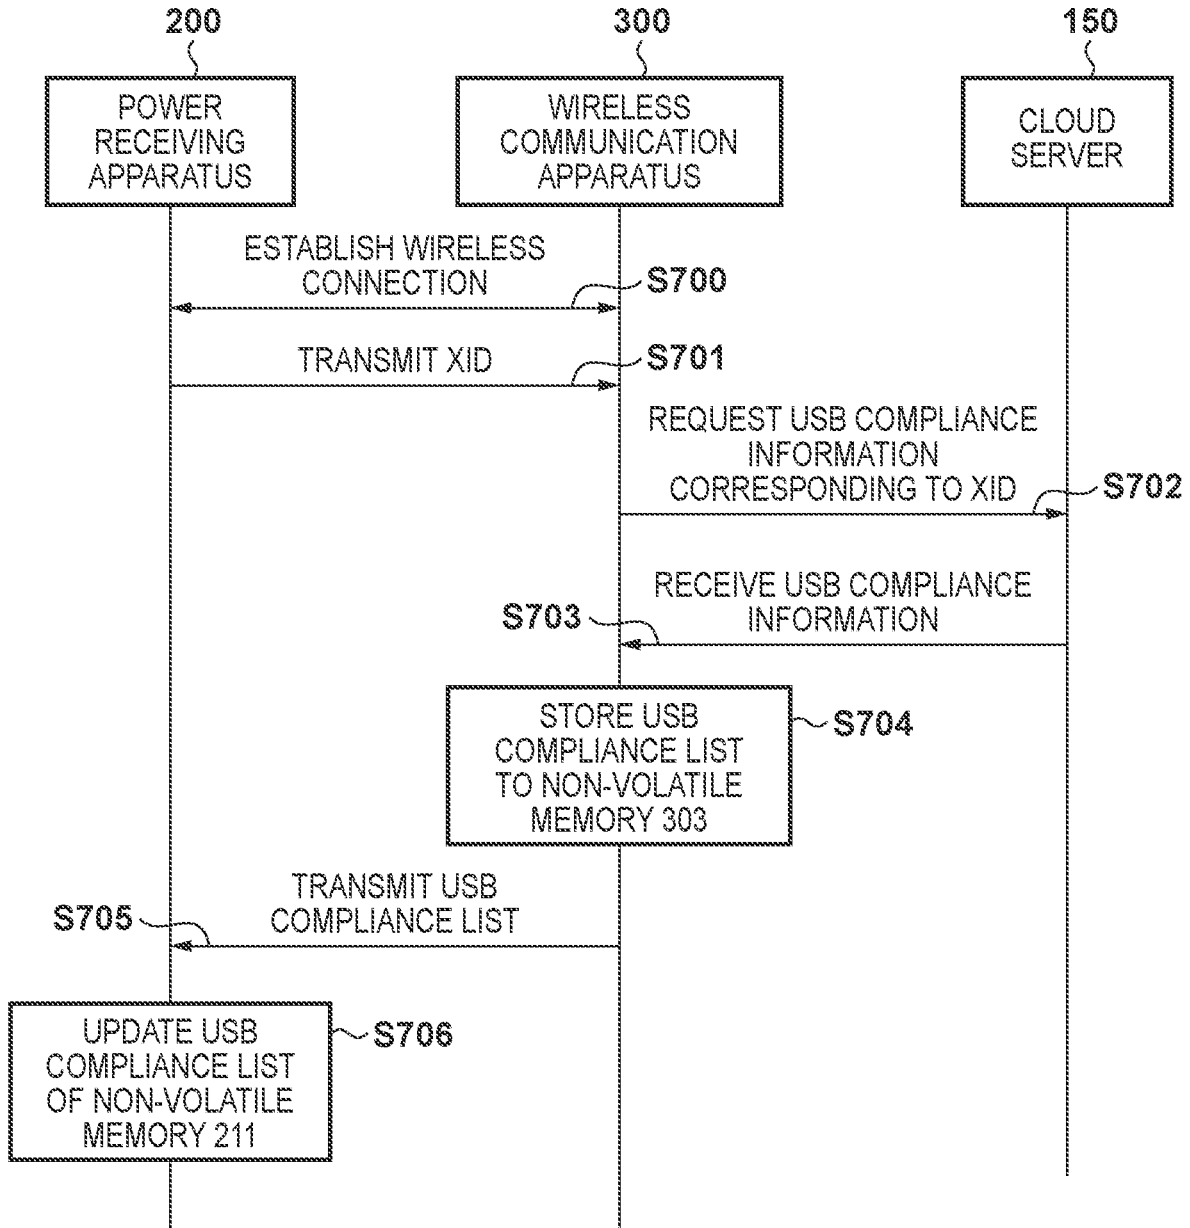 200
300
150
POWER
RECEIVING
APPARATUS
WIRELESS
COMMUNICATION
APPARATUS
CLOUD
SERVER
ESTABLISH WIRELESS
CONNECTION
S700
TRANSMIT XID
S701
REQUEST USB COMPLIANCE
INFORMATION
CORRESPONDING TO XID
S702
RECEIVE USB COMPLIANCE
INFORMATION
S703
STORE USB
COMPLIANCE LIST
TO NON-VOLATILE
MEMORY 303
S704
TRANSMIT USB
COMPLIANCE LIST
S705
UPDATE USB
COMPLIANCE LIST
OF NON-VOLATILE
MEMORY 211
S706